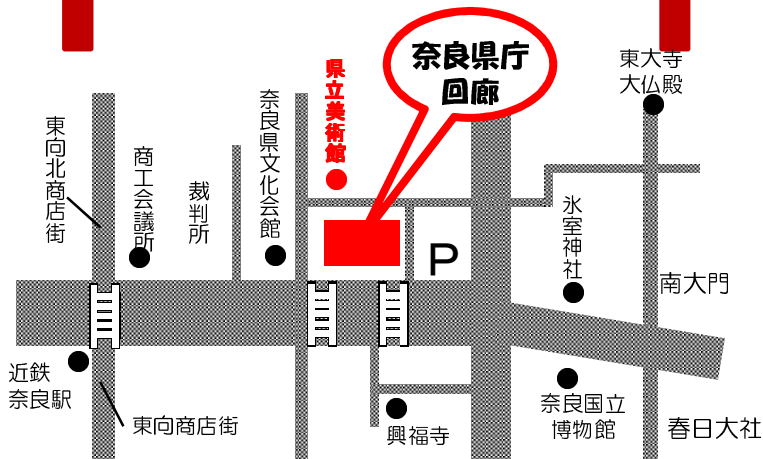 奈良県庁
回廊
東大寺
大仏殿
県立美術館
奈良県文化会館
東向北商店街
商工会議所
裁判所
P
氷室神社
南大門
近鉄
奈良駅
東向商店街
興福寺
奈良国立
博物館
春日大社